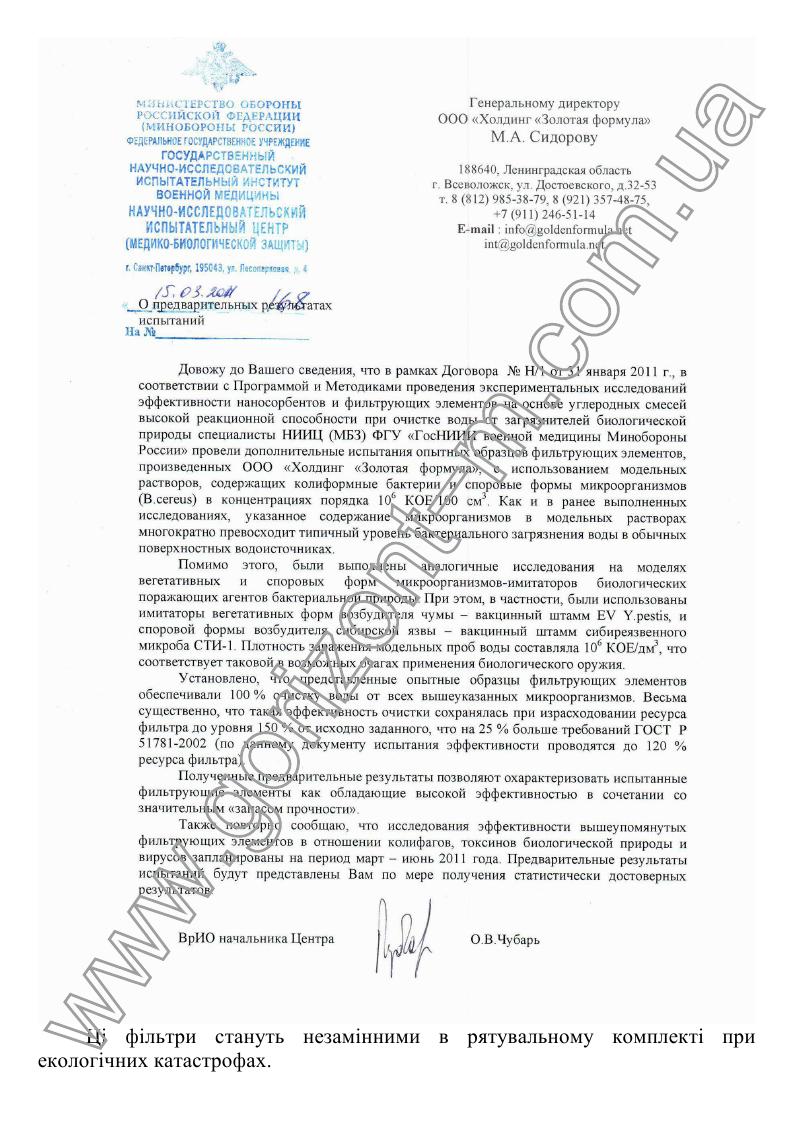 МИНИСТЕРСТВО ОБОРОНЫ
РОССИЙСКОЙ ФЕДЕРАЦИИ
(МИНОБОРОНЫ РОССИИ)
ФЕДЕРАЛЬНОЕ ГОСУДАРСТВЕННОЕ УЧРЕЖДЕНИЕ
ГОСУДАРСТВЕННЫЙ
НАУЧНО-ИССЛЕДОВАТЕЛЬСКИЙ
ИСПЫТАТЕЛЬНЫЙ ИНСТИТУТ
ВОЕННОЙ МЕДИЦИНЫ
НАУЧНО-ИССЛЕДОВАТЕЛЬСКИЙ
ИСПЫТАТЕЛЬНЫЙ ЦЕНТР
(МЕДИКО-БИОЛОГИЧЕСКОЙ ЗАЩИТЫ)
г. Санкт-Петербург, 195043, ул. Лесопарковая, д. 4
15.03.2011 168
О предварительных результатах
испытаний
На №
Генеральному директору
ООО «Холдинг «Золотая формула»
М.А. Сидорову
188640, Ленинградская область
г. Всеволожск, ул. Достоевского, д.32-53
т. 8 (812) 985-38-79, 8 (921) 357-48-75,
+7 (911) 246-51-14
E-mail : info@goldenformula.net
int@goldenformula.net
Довожу до Вашего сведения, что в рамках Договора № Н/1 от 31 января 2011 г., в
соответствии с Программой и Методиками проведения экспериментальных исследований
эффективности наносорбентов и фильтрующих элементов на основе углеродных смесей
высокой реакционной способности при очистке воды от загрязнителей биологической
природы специалисты НИИЦ (МБЗ) ФГУ «ГосНИИИ военной медицины Минобороны
России» провели дополнительные испытания опытных образцов фильтрующих элементов,
произведенных ООО «Холдинг «Золотая формула», с использованием модельных
растворов, содержащих колиформные бактерии и споровые формы микроорганизмов
(B.cereus) в концентрациях порядка 10⁶ КОЕ/100 см³. Как и в ранее выполненных
исследованиях, указанное содержание микроорганизмов в модельных растворах
многократно превосходит типичный уровень бактериального загрязнения воды в обычных
поверхностных водоисточниках.
Помимо этого, были выполнены аналогичные исследования на моделях
вегетативных и споровых форм микроорганизмов-имитаторов биологических
поражающих агентов бактериальной природы. При этом, в частности, были использованы
имитаторы вегетативных форм возбудителя чумы – вакцинный штамм EV Y.pestis, и
споровой формы возбудителя сибирской язвы – вакцинный штамм сибиреязвенного
микроба СТИ-1. Плотность заражения модельных проб воды составляла 10⁶ КОЕ/дм³, что
соответствует таковой в возможных очагах применения биологического оружия.
Установлено, что представленные опытные образцы фильтрующих элементов
обеспечивали 100 % очистку воды от всех вышеуказанных микроорганизмов. Весьма
существенно, что такая эффективность очистки сохранялась при израсходовании ресурса
фильтра до уровня 150 % от исходно заданного, что на 25 % больше требований ГОСТ Р
51781-2002 (по данному документу испытания эффективности проводятся до 120 %
ресурса фильтра).
Полученные предварительные результаты позволяют охарактеризовать испытанные
фильтрующие элементы как обладающие высокой эффективностью в сочетании со
значительным «запасом прочности».
Также повторно сообщаю, что исследования эффективности вышеупомянутых
фильтрующих элементов в отношении колифагов, токсинов биологической природы и
вирусов запланированы на период март – июнь 2011 года. Предварительные результаты
испытаний будут представлены Вам по мере получения статистически достоверных
результатов.
ВрИО начальника Центра О.В.Чубарь
Ці фільтри стануть незамінними в рятувальному комплекті при
екологічних катастрофах.
www.gorizont-m.com.ua